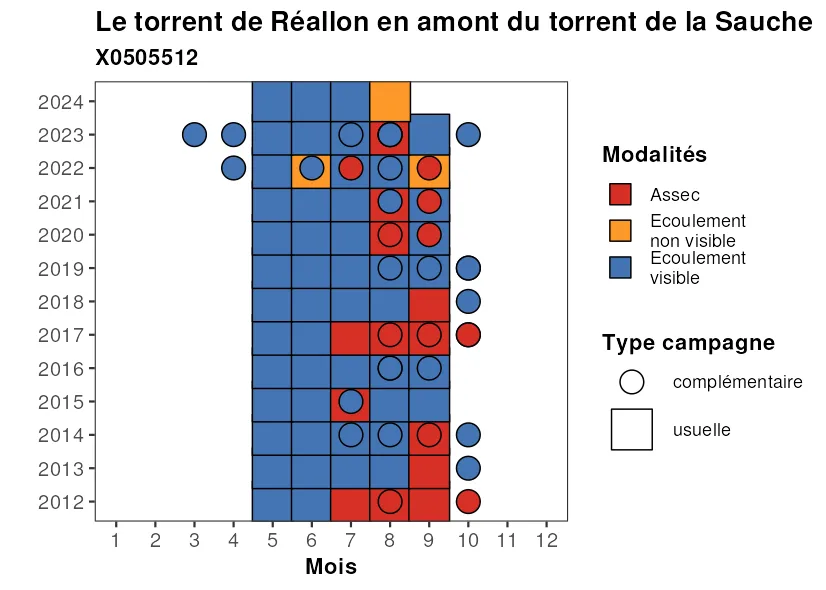 Le torrent de Réallon en amont du torrent de la Sauche
X0505512
2024
2023
2022
2021
2020
2019
2018
2017
2016
2015
2014
2013
2012
1 2 3 4 5 6 7 8 9 10 11 12
Mois
Modalités
Assec
Ecoulement
non visible
Ecoulement
visible
Type campagne
complémentaire
usuelle